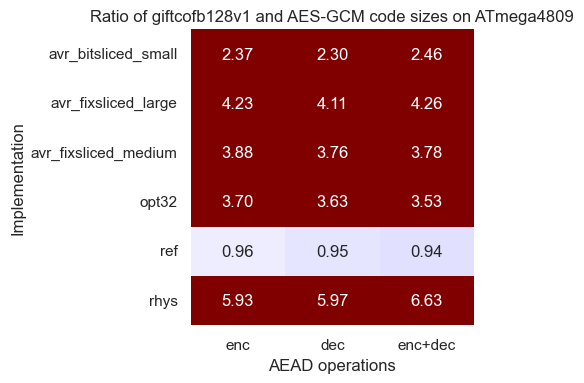 Ratio of giftcofb128v1 and AES-GCM code sizes on ATmega4809
Implementation
avr_bitsliced_small 2.37 2.30 2.46
avr_fixsliced_large 4.23 4.11 4.26
avr_fixsliced_medium 3.88 3.76 3.78
opt32 3.70 3.63 3.53
ref 0.96 0.95 0.94
rhys 5.93 5.97 6.63
enc dec enc+dec
AEAD operations